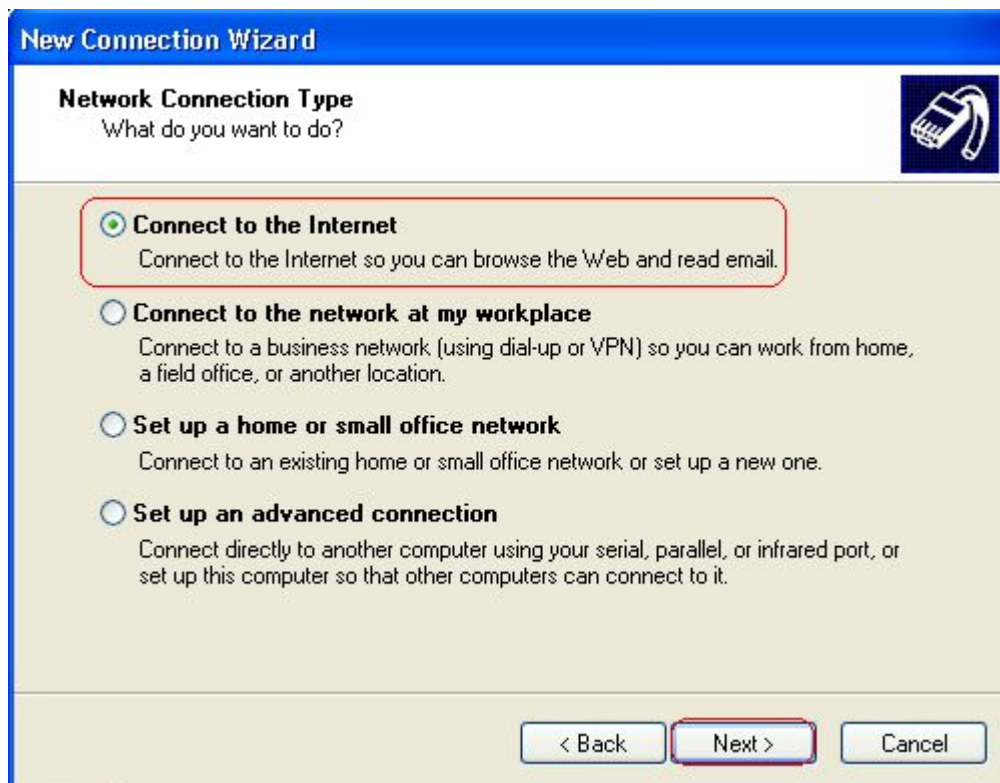 New Connection Wizard
Network Connection Type
What do you want to do?
Connect to the Internet
Connect to the Internet so you can browse the Web and read email.
Connect to the network at my workplace
Connect to a business network (using dial-up or VPN) so you can work from home,
a field office, or another location.
Set up a home or small office network
Connect to an existing home or small office network or set up a new one.
Set up an advanced connection
Connect directly to another computer using your serial, parallel, or infrared port, or
set up this computer so that other computers can connect to it.
< Back Next > Cancel